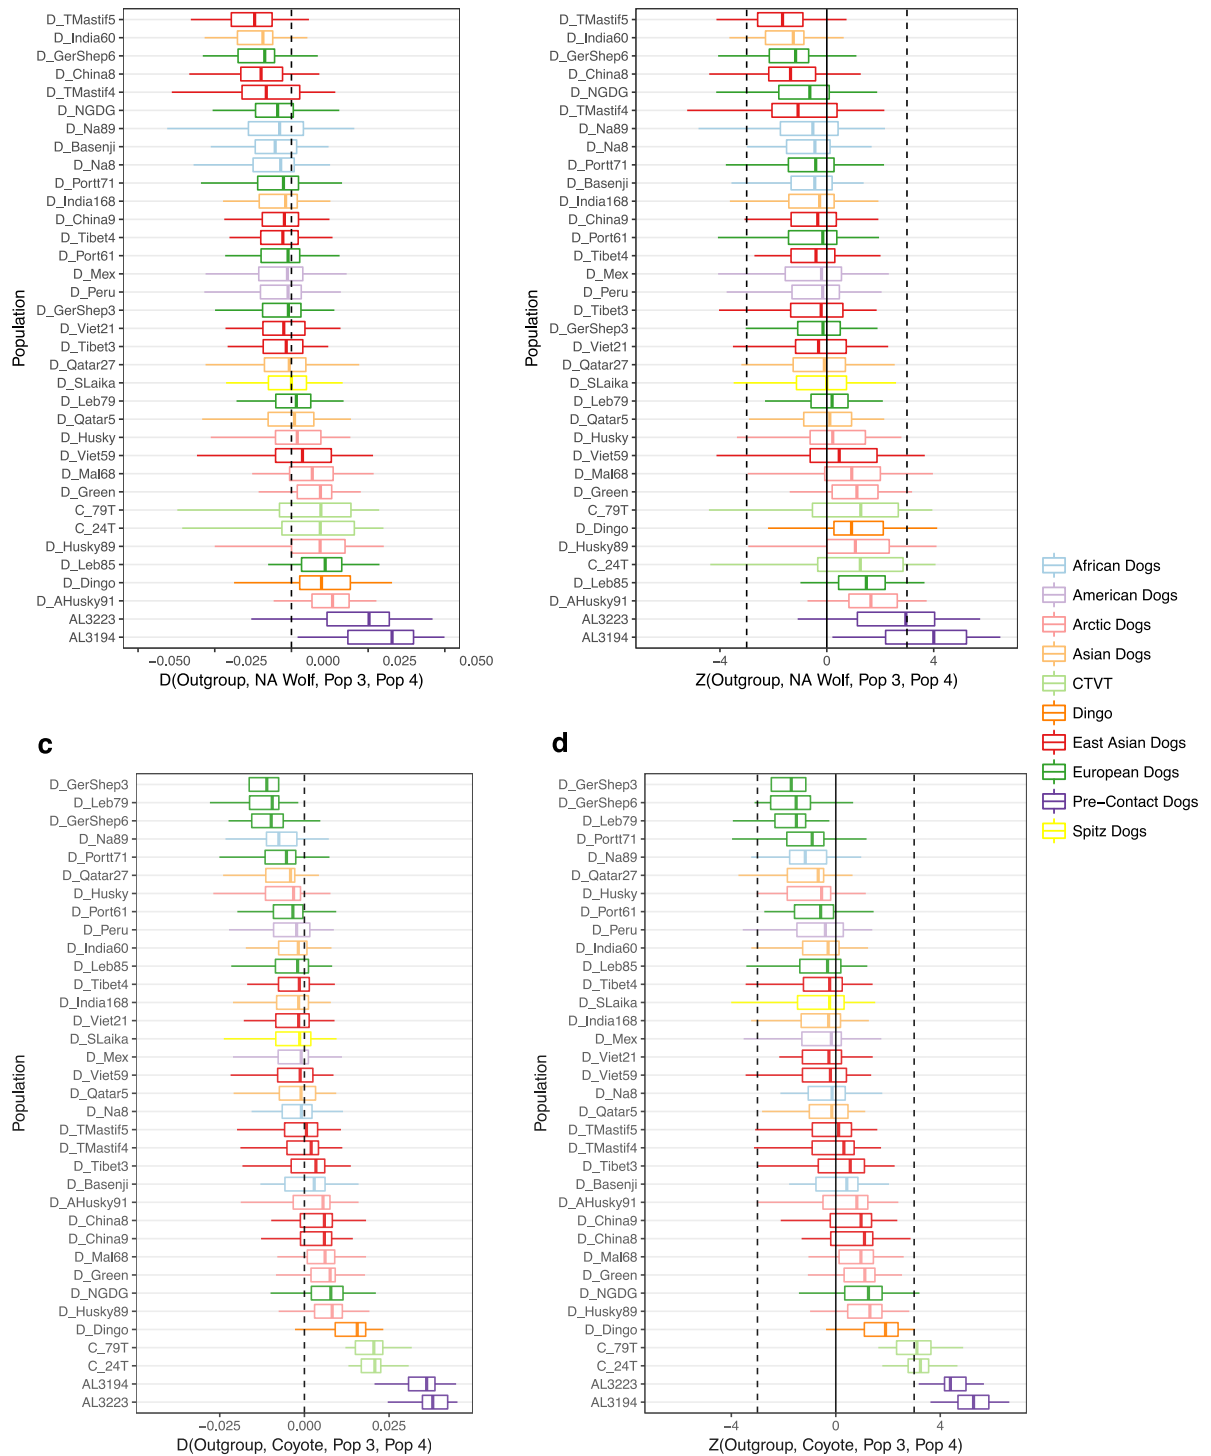 D_TMastif5
D_India60
D_GerShep6
D_China8
D_TMastif4
D_NGDG
D_Na89
D_Basenji
D_Na8
D_Portt71
D_India168
D_China9
D_Tibet4
D_Port61
D_Mex
D_Peru
D_GerShep3
D_Viet21
D_Tibet3
D_Qatar27
D_SLaika
D_Leb79
D_Qatar5
D_Husky
D_Viet59
D_Mal68
D_Green
C_79T
C_24T
D_Husky89
D_Leb85
D_Dingo
D_AHusky91
AL3223
AL3194
Population
−0.050 −0.025 0.000 0.025 0.050
D(Outgroup, NA Wolf, Pop 3, Pop 4)
D_TMastif5
D_India60
D_GerShep6
D_China8
D_NGDG
D_TMastif4
D_Na89
D_Na8
D_Portt71
D_Basenji
D_India168
D_China9
D_Port61
D_Tibet4
D_Mex
D_Peru
D_Tibet3
D_GerShep3
D_Viet21
D_Qatar27
D_SLaika
D_Leb79
D_Qatar5
D_Husky
D_Viet59
D_Mal68
D_Green
C_79T
D_Dingo
D_Husky89
C_24T
D_Leb85
D_AHusky91
AL3223
AL3194
Population
−4 0 4
Z(Outgroup, NA Wolf, Pop 3, Pop 4)
African Dogs
American Dogs
Arctic Dogs
Asian Dogs
CTVT
Dingo
East Asian Dogs
European Dogs
Pre−Contact Dogs
Spitz Dogs
c
D_GerShep3
D_Leb79
D_GerShep6
D_Na89
D_Portt71
D_Qatar27
D_Husky
D_Port61
D_Peru
D_India60
D_Leb85
D_Tibet4
D_India168
D_Viet21
D_SLaika
D_Mex
D_Viet59
D_Qatar5
D_Na8
D_TMastif5
D_TMastif4
D_Tibet3
D_Basenji
D_AHusky91
D_China8
D_China9
D_Mal68
D_Green
D_NGDG
D_Husky89
D_Dingo
C_79T
C_24T
AL3194
AL3223
Population
−0.025 0.000 0.025
D(Outgroup, Coyote, Pop 3, Pop 4)
d
D_GerShep3
D_GerShep6
D_Leb79
D_Portt71
D_Na89
D_Qatar27
D_Husky
D_Port61
D_Peru
D_India60
D_Leb85
D_Tibet4
D_SLaika
D_India168
D_Mex
D_Viet21
D_Viet59
D_Na8
D_Qatar5
D_TMastif5
D_TMastif4
D_Tibet3
D_Basenji
D_AHusky91
D_China9
D_China8
D_Mal68
D_Green
D_NGDG
D_Husky89
D_Dingo
C_79T
C_24T
AL3223
AL3194
Population
−4 0 4
Z(Outgroup, Coyote, Pop 3, Pop 4)